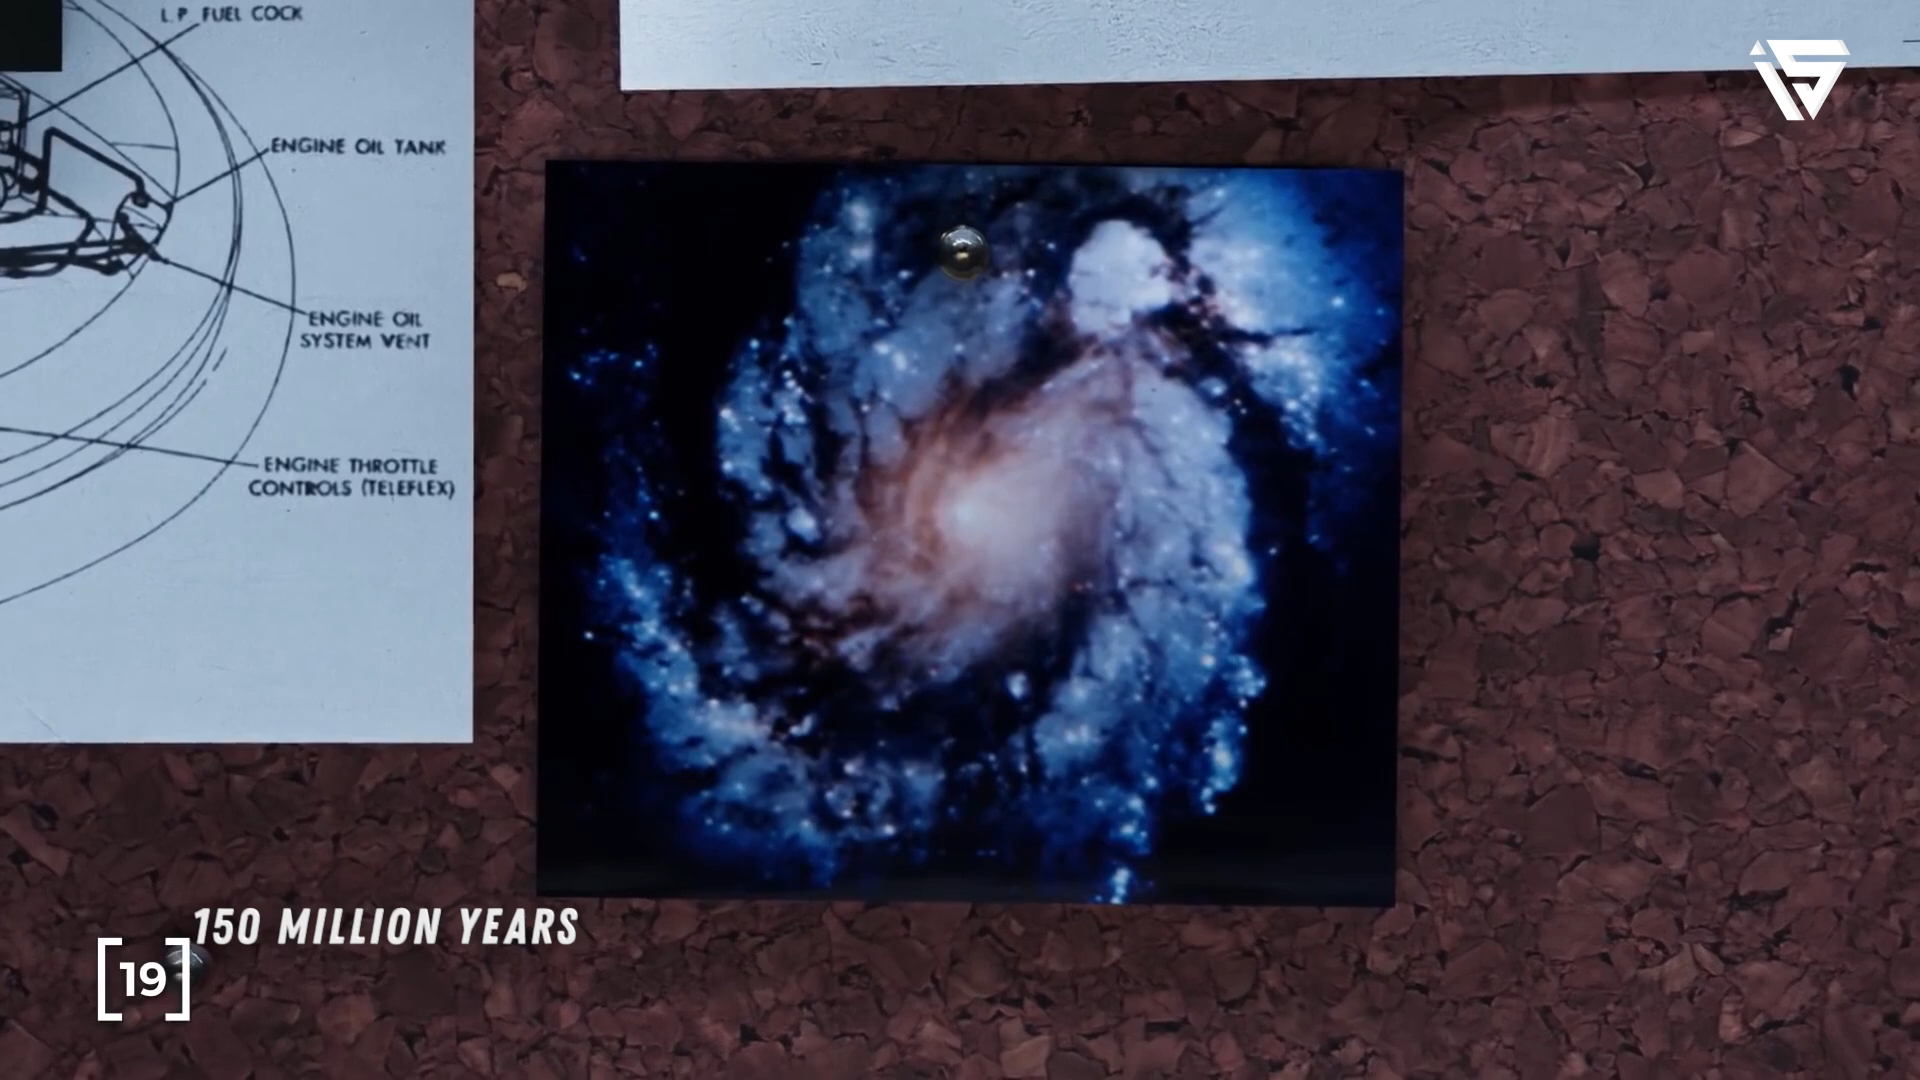 L.P. FUEL COCK
ENGINE OIL TANK
ENGINE OIL
SYSTEM VENT
ENGINE THROTTLE
CONTROLS (TELEFLEX)
150 MILLION YEARS
[19]